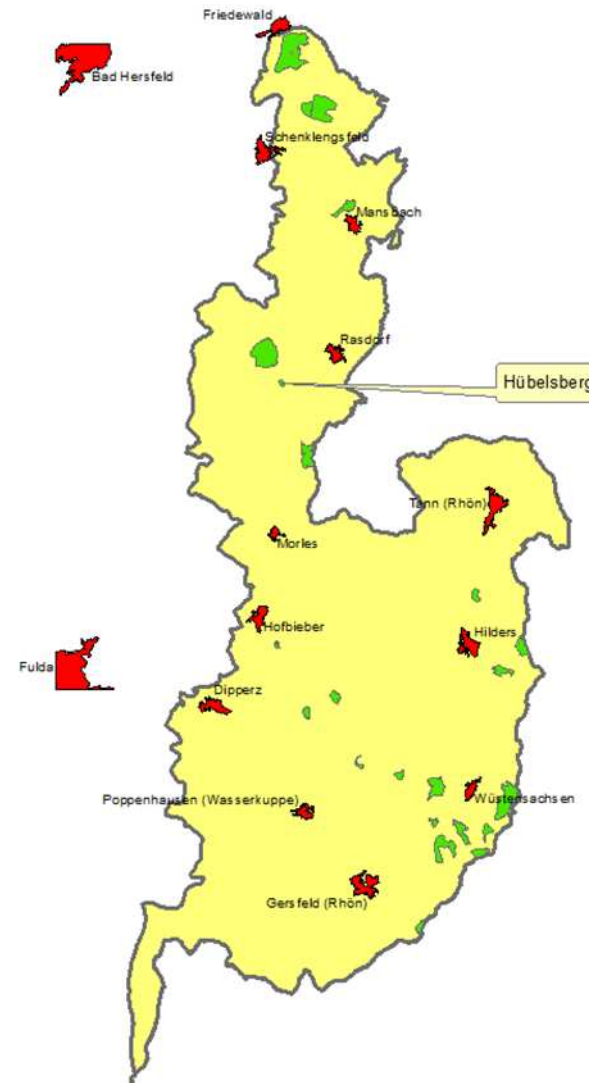 Friedewald
Bad Hersfeld
Schenklengsfeld
Mansbach
Rasdorf
Hübelsberg
Tann (Rhön)
Morles
Hofbieber
Hilders
Fulda
Dipperz
Poppenhausen (Wasserkuppe)
Wüstensachsen
Gersfeld (Rhön)